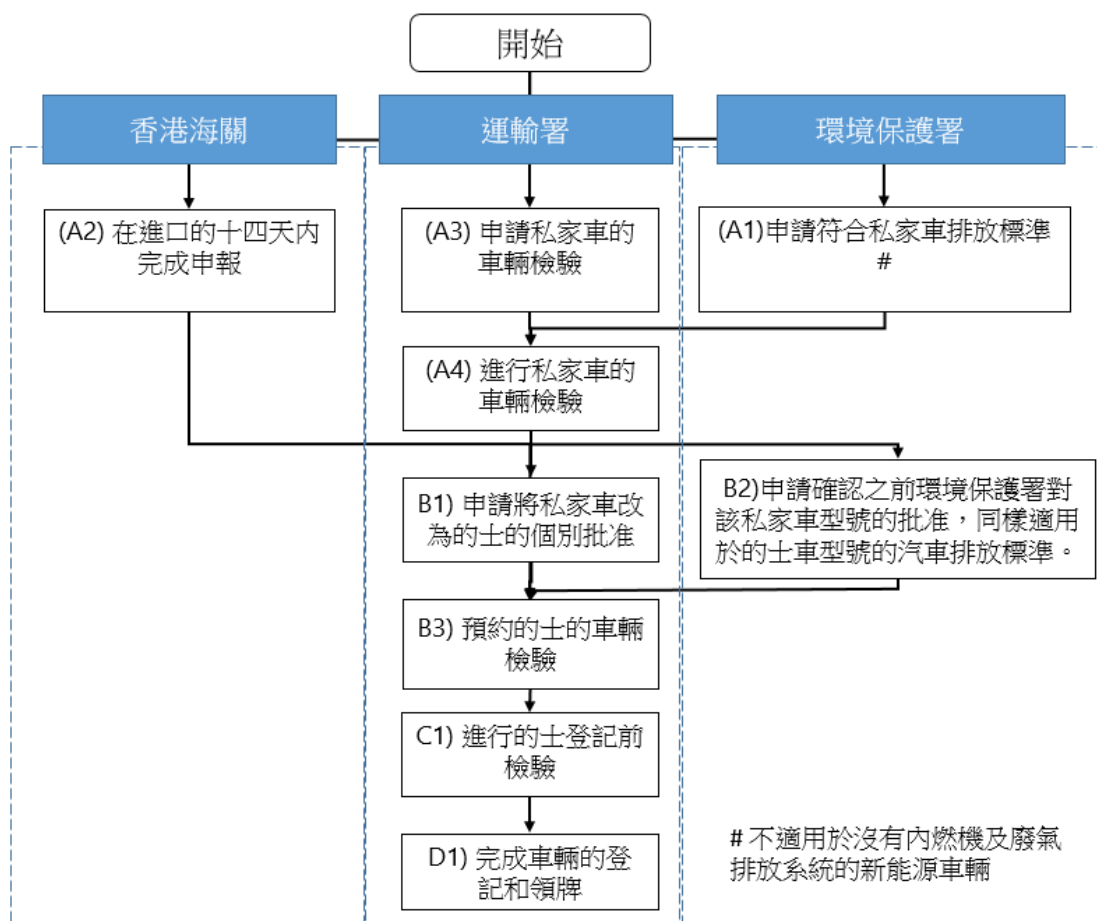 開始
香港海關
運輸署
環境保護署
(A2) 在進口的十四天内
完成申報
(A3) 申請私家車的
車輛檢驗
(A1)申請符合私家車排放標準
#
(A4) 進行私家車的
車輛檢驗
B1) 申請將私家車改
為的士的個別批准
B2)申請確認之前環境保護署對
該私家車型號的批准，同樣適用
於的士車型號的汽車排放標準。
B3) 預約的士的車輛
檢驗
C1) 進行的士登記前
檢驗
D1) 完成車輛的登
記和領牌
# 不適用於沒有內燃機及廢氣
排放系統的新能源車輛